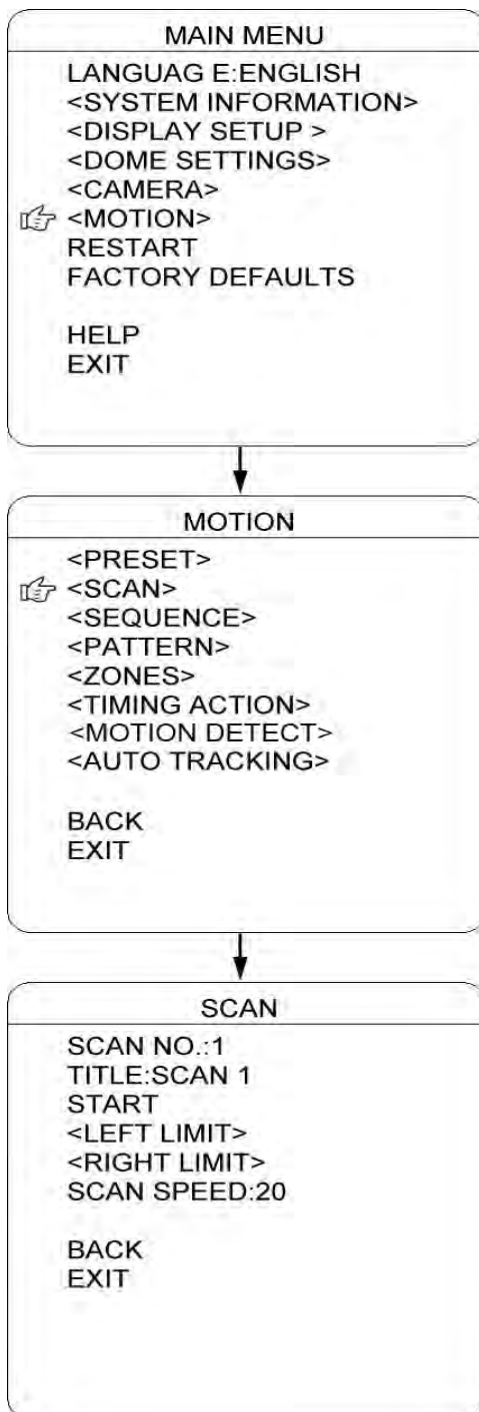 MAIN MENU
LANGUAG E:ENGLISH
<SYSTEM INFORMATION>
<DISPLAY SETUP >
<DOME SETTINGS>
<CAMERA>
<MOTION>
RESTART
FACTORY DEFAULTS
HELP
EXIT
MOTION
<PRESET>
<SCAN>
<SEQUENCE>
<PATTERN>
<ZONES>
<TIMING ACTION>
<MOTION DETECT>
<AUTO TRACKING>
BACK
EXIT
SCAN
SCAN NO.:1
TITLE:SCAN 1
START
<LEFT LIMIT>
<RIGHT LIMIT>
SCAN SPEED:20
BACK
EXIT